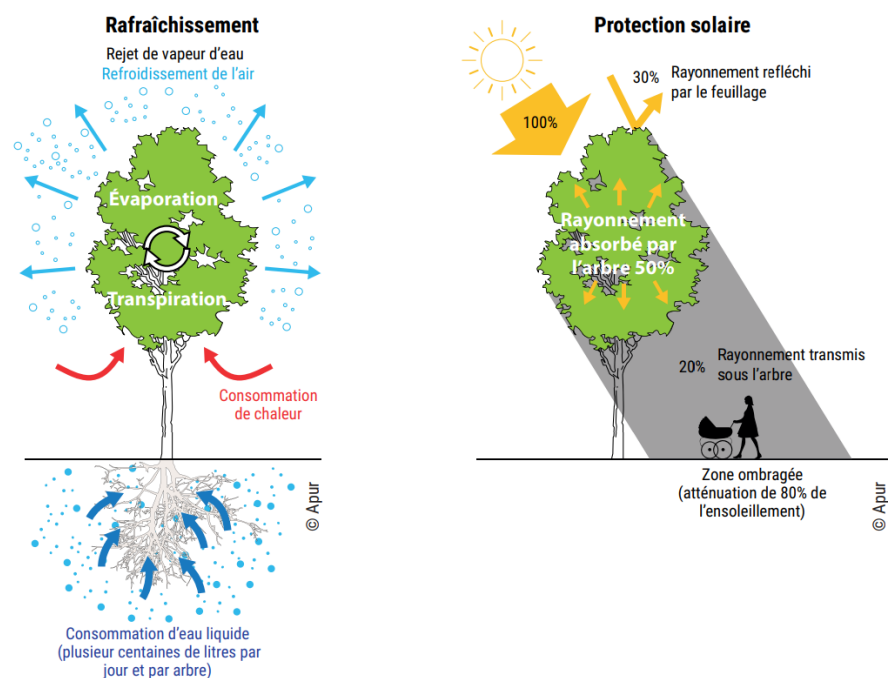 Rafraîchissement
Rejet de vapeur d'eau
Refroidissement de l'air
Évaporation
Transpiration
Consommation
de chaleur
© Apur
Consommation d'eau liquide
(plusieur centaines de litres par
jour et par arbre)
Protection solaire
100%
30%
Rayonnement refléchi
par le feuillage
Rayonnement
absorbé par
l'arbre 50%
20%
Rayonnement transmis
sous l'arbre
Zone ombragée
(atténuation de 80% de
l'ensoleillement)
© Apur